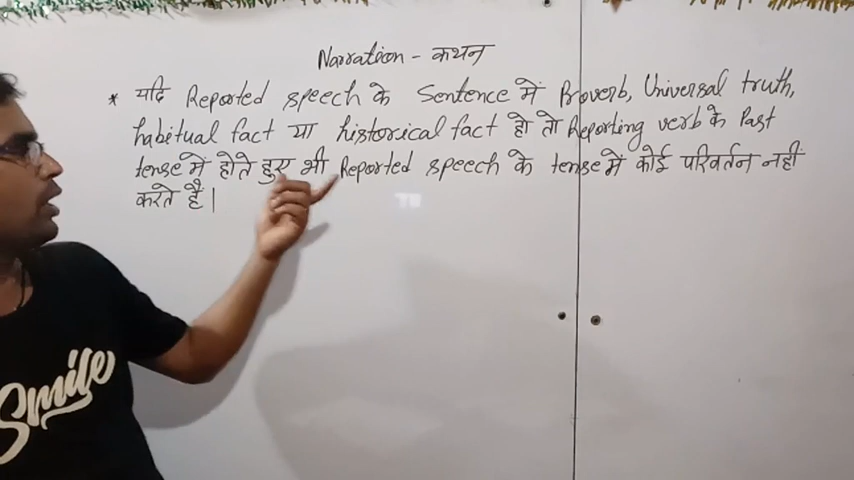 Narration - कथन
* यदि Reported speech के Sentence में Proverb, Universal truth,
habitual fact या historical fact हो तो Reporting verb के Past
tense में होते हुए भी Reported speech के tense में कोई परिवर्तन नहीं
करते है।
Smile